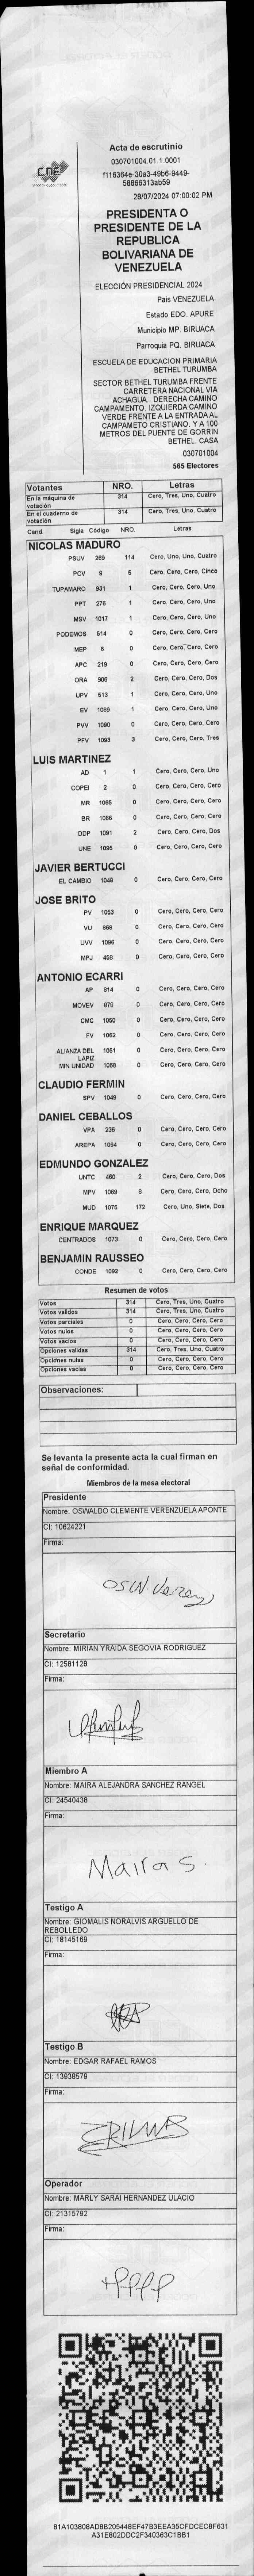 CNE
Acta de escrutinio
030701004.01.1.0001
f116364e-30a3-49b6-9449-
58866313ab59
28/07/2024 07:00:02 PM
PRESIDENTA O
PRESIDENTE DE LA
REPUBLICA
BOLIVARIANA DE
VENEZUELA
ELECCIÓN PRESIDENCIAL 2024
Pais VENEZUELA
Estado EDO. APURE
Municipio MP. BIRUACA
Parroquia PQ. BIRUACA
ESCUELA DE EDUCACION PRIMARIA
BETHEL TURUMBA
SECTOR BETHEL TURUMBA FRENTE
CARRETERA NACIONAL VIA
ACHAGUA.. DERECHA CAMINO
CAMPAMENTO. IZQUIERDA CAMINO
VERDE FRENTE A LA ENTRADA AL
CAMPAMETO CRISTIANO. Y A 100
METROS DEL PUENTE DE GORRIN
BETHEL. CASA
030701004
565 Electores
Votantes NRO. Letras
En la máquina de votación 314 Cero, Tres, Uno, Cuatro
En el cuaderno de votación 314 Cero, Tres, Uno, Cuatro
Cand. Sigla Código NRO. Letras
NICOLAS MADURO
PSUV 269 114 Cero, Uno, Uno, Cuatro
PCV 9 5 Cero, Cero, Cero, Cinco
TUPAMARO 931 1 Cero, Cero, Cero, Uno
PPT 276 1 Cero, Cero, Cero, Uno
MSV 1017 1 Cero, Cero, Cero, Uno
PODEMOS 514 0 Cero, Cero, Cero, Cero
MEP 6 0 Cero, Cero, Cero, Cero
APC 219 0 Cero, Cero, Cero, Cero
ORA 906 2 Cero, Cero, Cero, Dos
UPV 513 1 Cero, Cero, Cero, Uno
EV 1089 1 Cero, Cero, Cero, Uno
PVV 1090 0 Cero, Cero, Cero, Cero
PFV 1093 3 Cero, Cero, Cero, Tres
LUIS MARTINEZ
AD 1 1 Cero, Cero, Cero, Uno
COPEI 2 0 Cero, Cero, Cero, Cero
MR 1065 0 Cero, Cero, Cero, Cero
BR 1066 0 Cero, Cero, Cero, Cero
DDP 1091 2 Cero, Cero, Cero, Dos
UNE 1095 0 Cero, Cero, Cero, Cero
JAVIER BERTUCCI
EL CAMBIO 1046 0 Cero, Cero, Cero, Cero
JOSE BRITO
PV 1053 0 Cero, Cero, Cero, Cero
VU 868 0 Cero, Cero, Cero, Cero
UVV 1096 0 Cero, Cero, Cero, Cero
MPJ 458 0 Cero, Cero, Cero, Cero
ANTONIO ECARRI
AP 814 0 Cero, Cero, Cero, Cero
MOVEV 878 0 Cero, Cero, Cero, Cero
CMC 1050 0 Cero, Cero, Cero, Cero
FV 1062 0 Cero, Cero, Cero, Cero
ALIANZA DEL LAPIZ 1051 0 Cero, Cero, Cero, Cero
MIN UNIDAD 1068 0 Cero, Cero, Cero, Cero
CLAUDIO FERMIN
SPV 1049 0 Cero, Cero, Cero, Cero
DANIEL CEBALLOS
VPA 236 0 Cero, Cero, Cero, Cero
AREPA 1094 0 Cero, Cero, Cero, Cero
EDMUNDO GONZALEZ
UNTC 460 2 Cero, Cero, Cero, Dos
MPV 1069 8 Cero, Cero, Cero, Ocho
MUD 1075 172 Cero, Uno, Siete, Dos
ENRIQUE MARQUEZ
CENTRADOS 1073 0 Cero, Cero, Cero, Cero
BENJAMIN RAUSSEO
CONDE 1092 0 Cero, Cero, Cero, Cero
Resumen de votos
Votos 314 Cero, Tres, Uno, Cuatro
Votos validos 314 Cero, Tres, Uno, Cuatro
Votos parciales 0 Cero, Cero, Cero, Cero
Votos nulos 0 Cero, Cero, Cero, Cero
Votos vacios 0 Cero, Cero, Cero, Cero
Opciones validas 314 Cero, Tres, Uno, Cuatro
Opciones nulas 0 Cero, Cero, Cero, Cero
Opciones vacias 0 Cero, Cero, Cero, Cero
Observaciones:
Se levanta la presente acta la cual firman en
señal de conformidad.
Miembros de la mesa electoral
Presidente
Nombre: OSWALDO CLEMENTE VERENZUELA APONTE
CI: 10624221
Firma:
Secretario
Nombre: MIRIAN YRAIDA SEGOVIA RODRIGUEZ
CI: 12581128
Firma:
Miembro A
Nombre: MAIRA ALEJANDRA SANCHEZ RANGEL
CI: 24540438
Firma:
Maira S.
Testigo A
Nombre: GIOMALIS NORALVIS ARGUELLO DE
REBOLLEDO
CI: 18145169
Firma:
Testigo B
Nombre: EDGAR RAFAEL RAMOS
CI: 13938579
Firma:
Operador
Nombre: MARLY SARAI HERNANDEZ ULACIO
CI: 21315792
Firma:
81A103808AD8B205448EF47B3EEA35CFDCEC8F631
A31E802DDC2F340363C1BB1